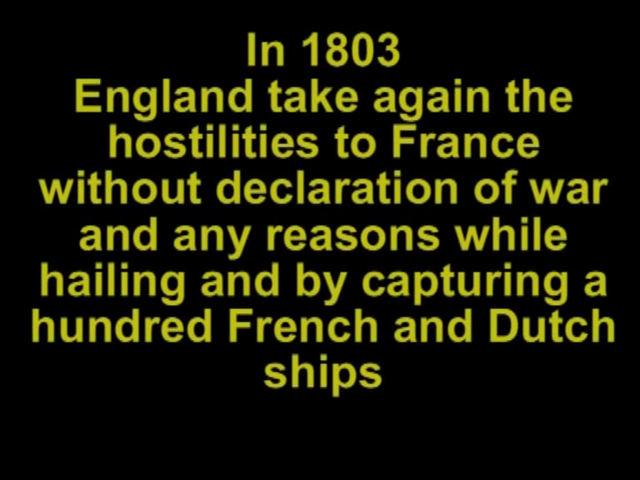 In 1803
England take again the
hostilities to France
without declaration of war
and any reasons while
hailing and by capturing a
hundred French and Dutch
ships